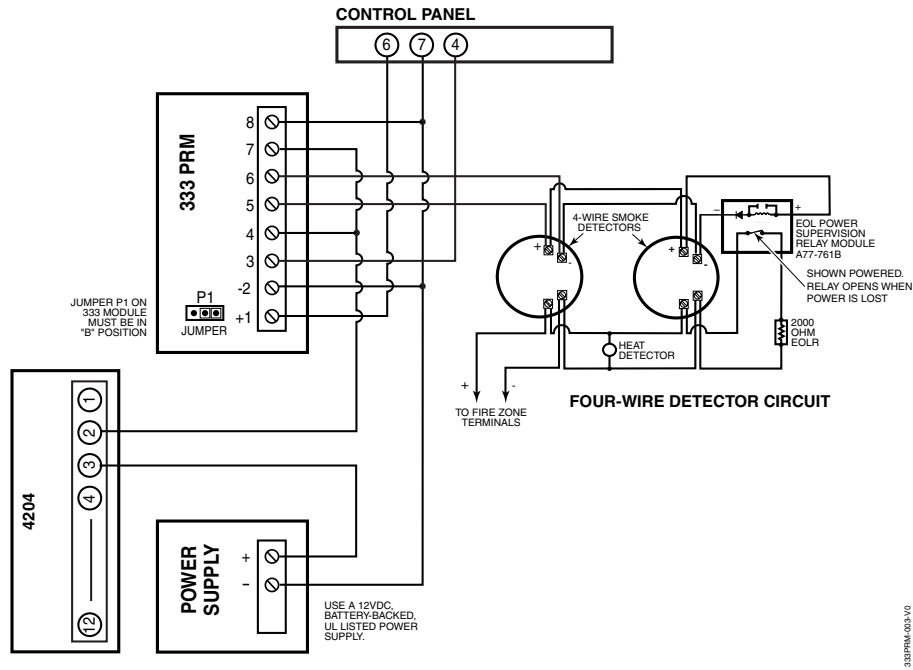 CONTROL PANEL
6 7 4
333 PRM
8
7
6
5
4
3
-2
+1
P1
JUMPER
JUMPER P1 ON
333 MODULE
MUST BE IN
"B" POSITION
4-WIRE SMOKE
DETECTORS
+
-
+
-
–
+
EOL POWER
SUPERVISION
RELAY MODULE
A77-761B
SHOWN POWERED.
RELAY OPENS WHEN
POWER IS LOST
2000
OHM
EOLR
HEAT
DETECTOR
+
-
TO FIRE ZONE
TERMINALS
FOUR-WIRE DETECTOR CIRCUIT
4204
1
2
3
4
12
POWER
SUPPLY
+
–
USE A 12VDC,
BATTERY-BACKED,
UL LISTED POWER
SUPPLY.
333PRM-003-V0